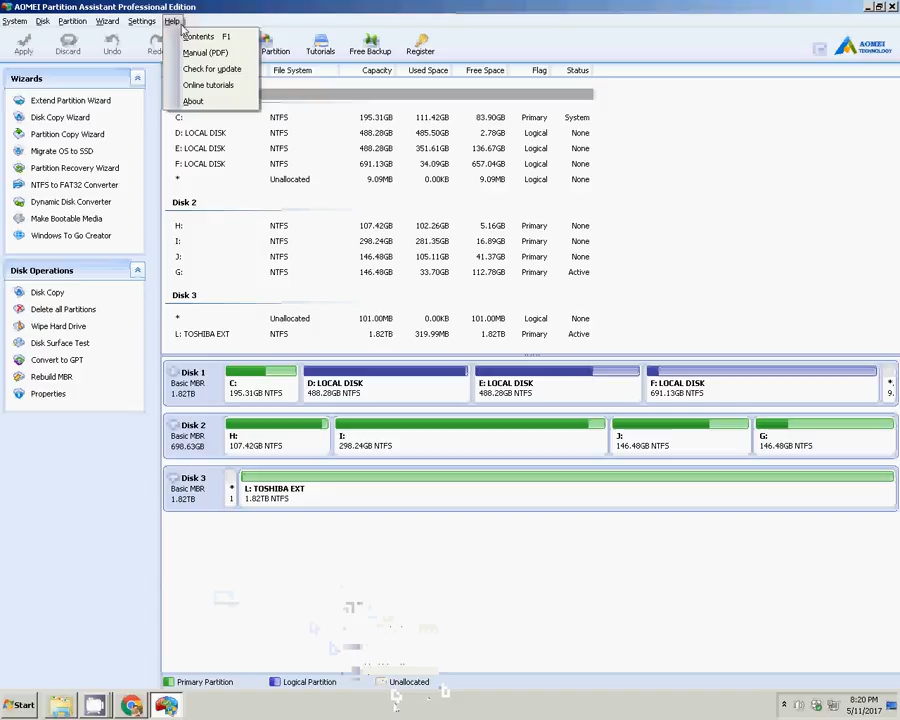 AOMEI Partition Assistant Professional Edition
System Disk Partition Wizard Settings Help
Apply Discard Undo Partition Tutorials Free Backup Register
AOMEI
TECHNOLOGY
Contents F1
Manual (PDF)
Check for update
Online tutorials
About
File System Capacity Used Space Free Space Flag Status
Wizards
Extend Partition Wizard
Disk Copy Wizard
Partition Copy Wizard
Migrate OS to SSD
Partition Recovery Wizard
NTFS to FAT32 Converter
Dynamic Disk Converter
Make Bootable Media
Windows To Go Creator
Disk Operations
Disk Copy
Delete all Partitions
Wipe Hard Drive
Disk Surface Test
Convert to GPT
Rebuild MBR
Properties
C: NTFS 195.31GB 111.42GB 83.90GB Primary System
D: LOCAL DISK NTFS 488.28GB 485.50GB 2.78GB Logical None
E: LOCAL DISK NTFS 488.28GB 351.61GB 136.67GB Logical None
F: LOCAL DISK NTFS 691.13GB 34.09GB 657.04GB Logical None
* Unallocated 9.09MB 0.00KB 9.09MB Logical None
Disk 2
H: NTFS 107.42GB 102.26GB 5.16GB Primary None
I: NTFS 298.24GB 281.35GB 16.89GB Primary None
J: NTFS 146.48GB 105.11GB 41.37GB Primary None
G: NTFS 146.48GB 33.70GB 112.78GB Primary Active
Disk 3
* Unallocated 101.00MB 0.00KB 101.00MB Primary None
L: TOSHIBA EXT NTFS 1.82TB 319.99MB 1.82TB Primary Active
Disk 1
Basic MBR
1.82TB
C:
195.31GB NTFS
D: LOCAL DISK
488.28GB NTFS
E: LOCAL DISK
488.28GB NTFS
F: LOCAL DISK
691.13GB NTFS
*.
9.
Disk 2
Basic MBR
698.63GB
H:
107.42GB NTFS
I:
298.24GB NTFS
J:
146.48GB NTFS
G:
146.48GB NTFS
Disk 3
Basic MBR
1.82TB
*
1
L: TOSHIBA EXT
1.82TB NTFS
Primary Partition Logical Partition Unallocated
Start
8:20 PM
5/11/2017